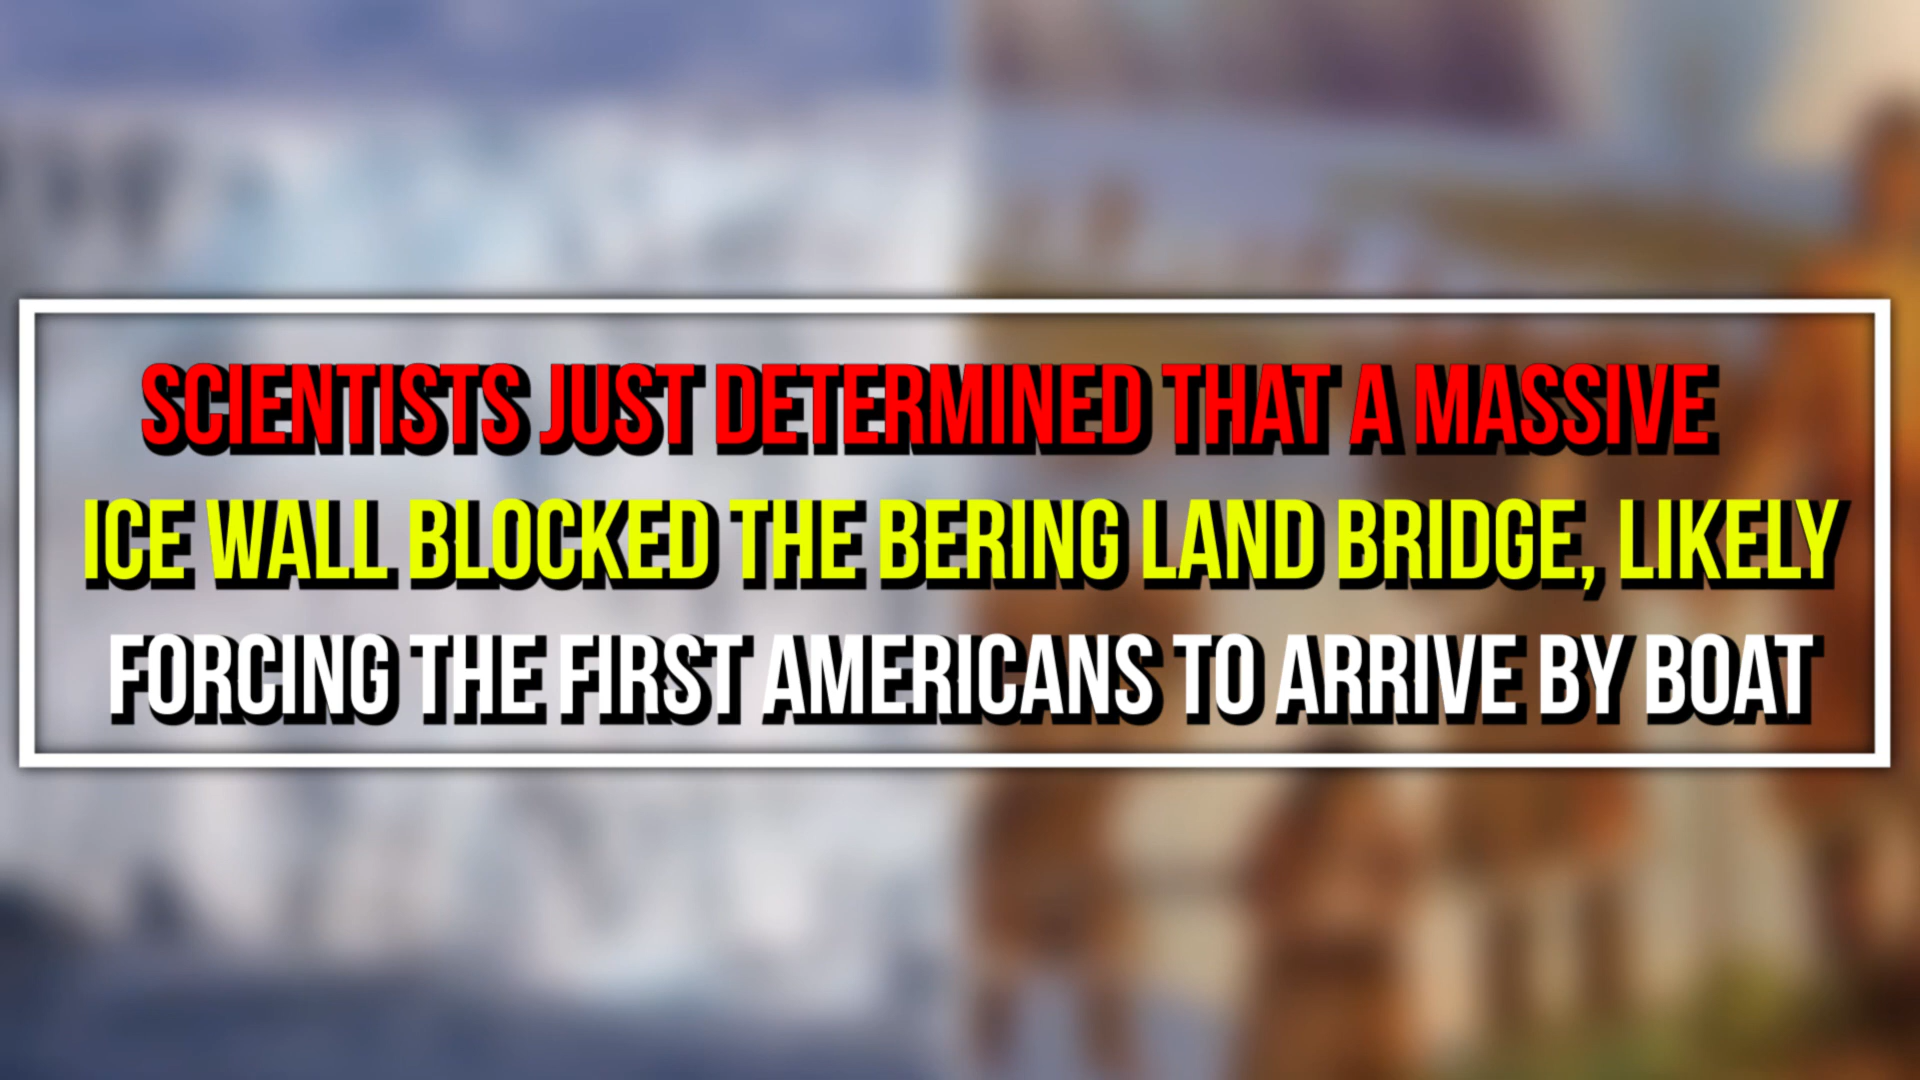 SCIENTISTS JUST DETERMINED THAT A MASSIVE
ICE WALL BLOCKED THE BERING LAND BRIDGE, LIKELY
FORCING THE FIRST AMERICANS TO ARRIVE BY BOAT